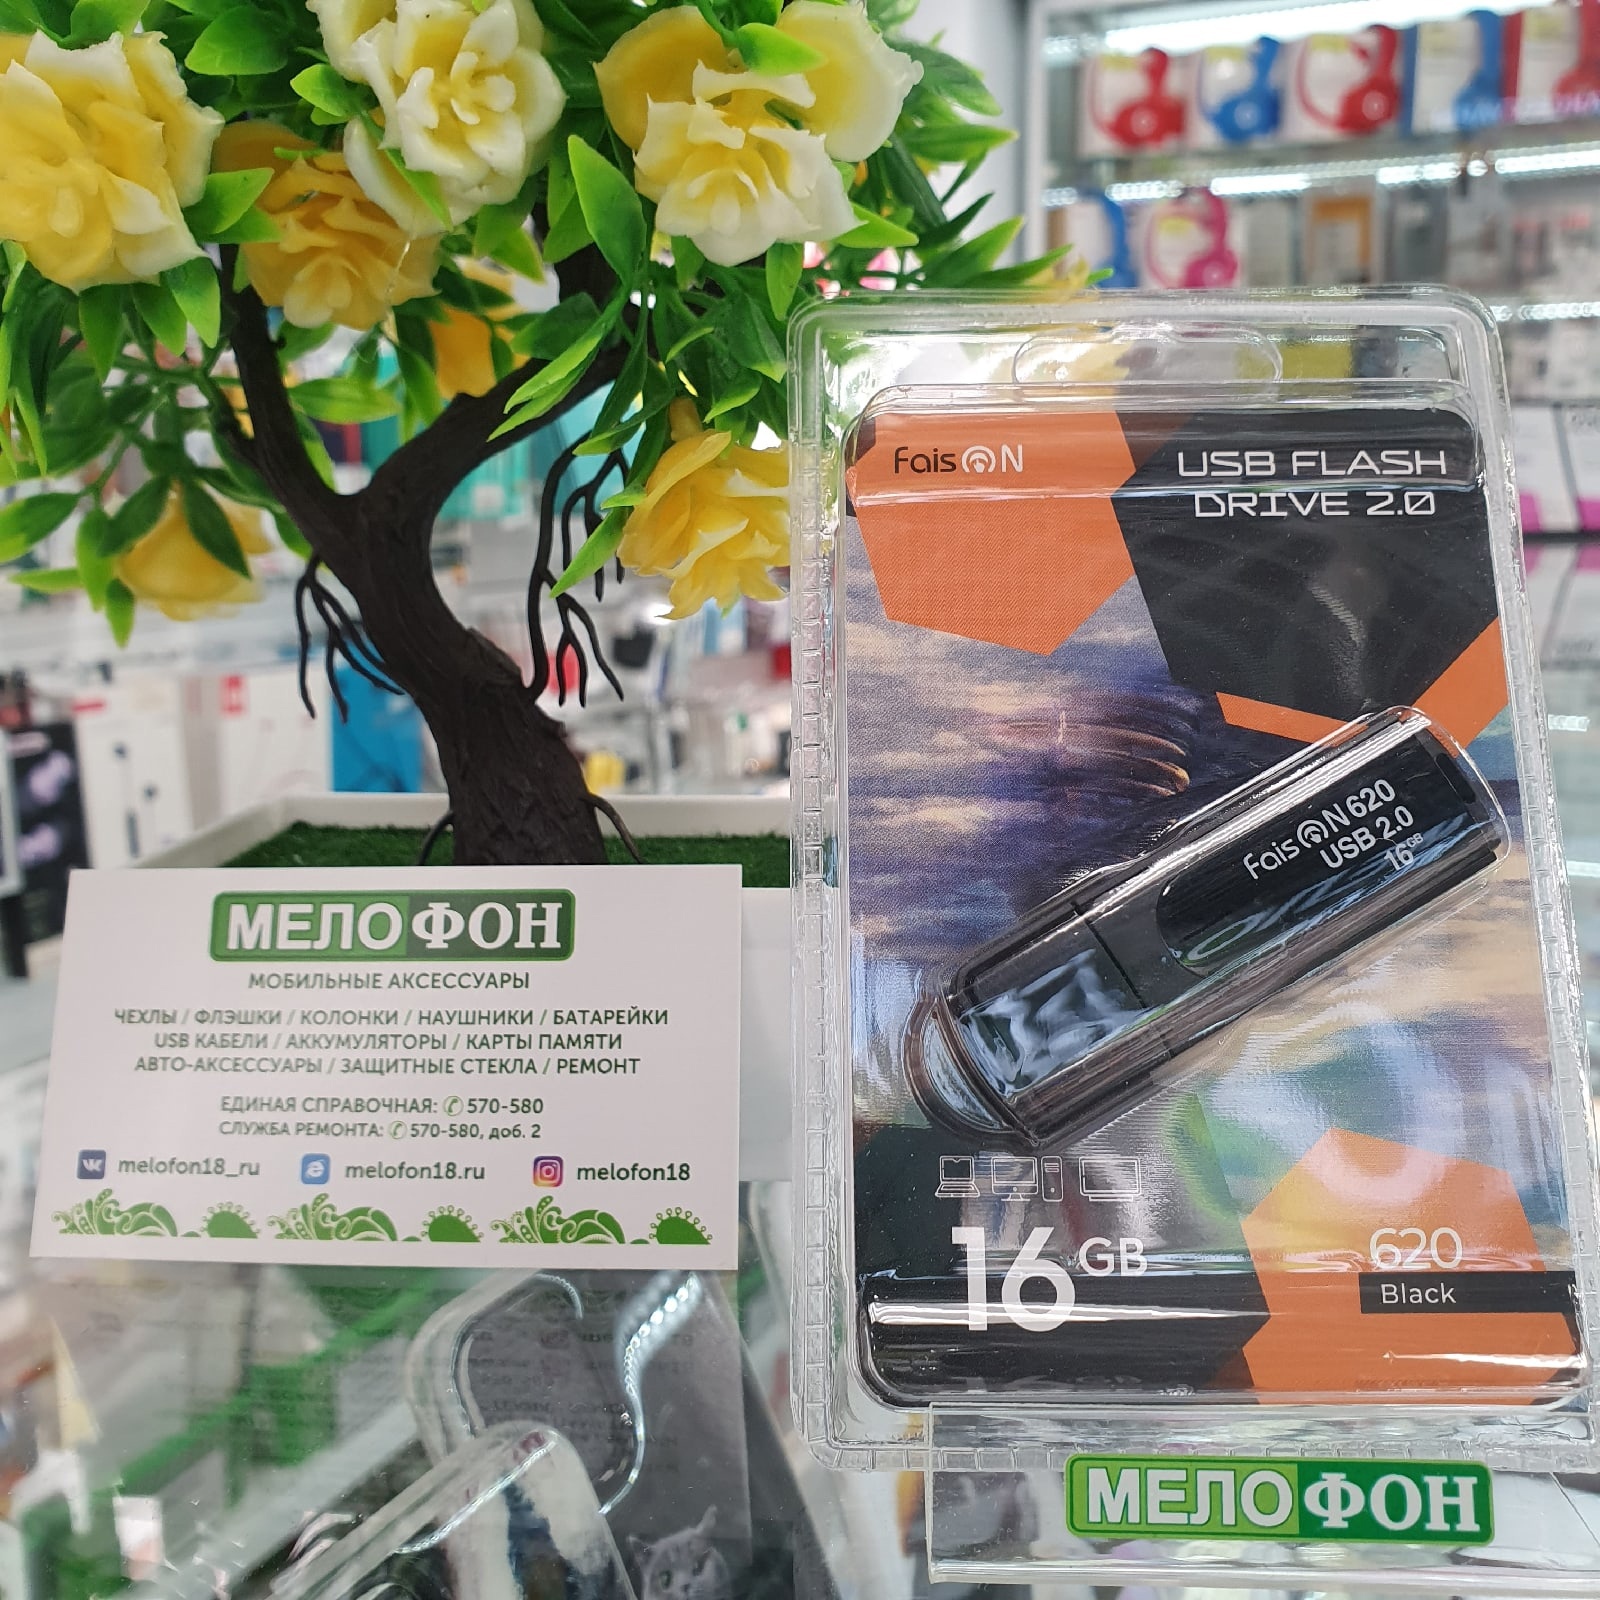 МЕЛОФОН
МОБИЛЬНЫЕ АКСЕССУАРЫ
ЧЕХЛЫ / ФЛЭШКИ / КОЛОНКИ / НАУШНИКИ / БАТАРЕЙКИ
USB КАБЕЛИ / АККУМУЛЯТОРЫ / КАРТЫ ПАМЯТИ
АВТО-АКСЕССУАРЫ / ЗАЩИТНЫЕ СТЕКЛА / РЕМОНТ
ЕДИНАЯ СПРАВОЧНАЯ: 570-580
СЛУЖБА РЕМОНТА: 570-580, доб. 2
melofon18_ru melofon18.ru melofon18
FaisON
USB FLASH
DRIVE 2.0
FaisON620
USB 2.0
16GB
16 GB
620
Black
МЕЛОФОН